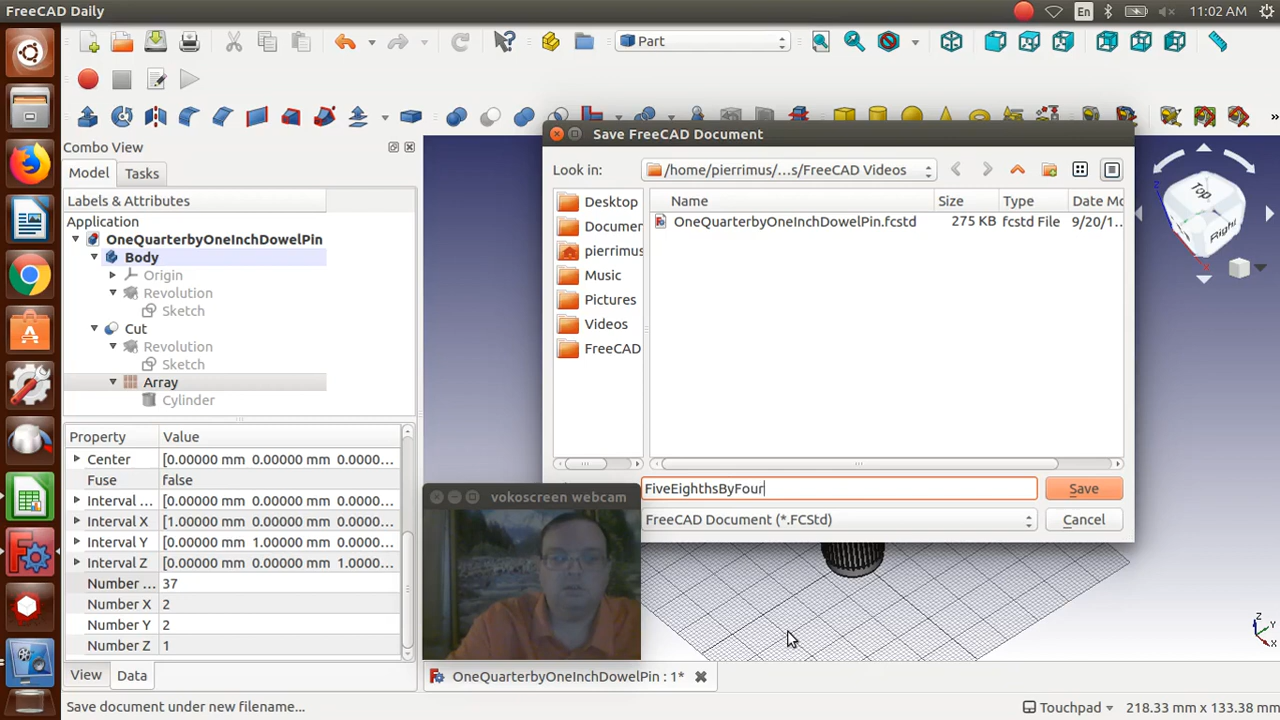 FreeCAD Daily
En
11:02 AM
Part
»
Combo View
Model
Tasks
Labels & Attributes
Application
OneQuarterbyOneInchDowelPin
Body
Origin
Revolution
Sketch
Cut
Revolution
Sketch
Array
Cylinder
Property
Value
Center
[0.00000 mm 0.00000 mm 0.0000...
Fuse
false
Interval ...
[0.00000 mm 0.00000 mm 0.0000...
Interval X
[1.00000 mm 0.00000 mm 0.0000...
Interval Y
[0.00000 mm 1.00000 mm 0.0000...
Interval Z
[0.00000 mm 0.00000 mm 1.0000...
Number ...
37
Number X
2
Number Y
2
Number Z
1
View
Data
Save document under new filename...
Save FreeCAD Document
Look in:
/home/pierrimus/...s/FreeCAD Videos
Desktop
Documen
pierrimus
Music
Pictures
Videos
FreeCAD
Name
Size
Type
Date Mo
OneQuarterbyOneInchDowelPin.fcstd
275 KB
fcstd File
9/20/1...
FiveEighthsByFour
Save
FreeCAD Document (*.FCStd)
Cancel
vokoscreen webcam
Top
Right
Z
X
Z
Y
X
OneQuarterbyOneInchDowelPin : 1*
Touchpad
218.33 mm x 133.38 mm